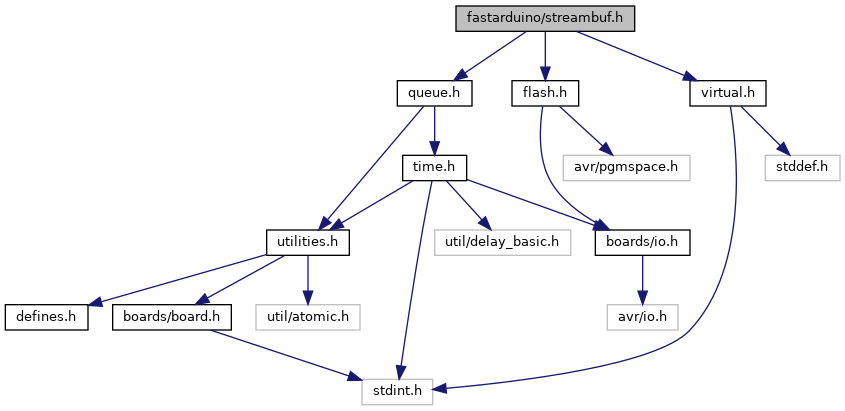 fastarduino/streambuf.h
queue.h
flash.h
virtual.h
time.h
avr/pgmspace.h
stddef.h
utilities.h
util/delay_basic.h
boards/io.h
defines.h
boards/board.h
util/atomic.h
avr/io.h
stdint.h